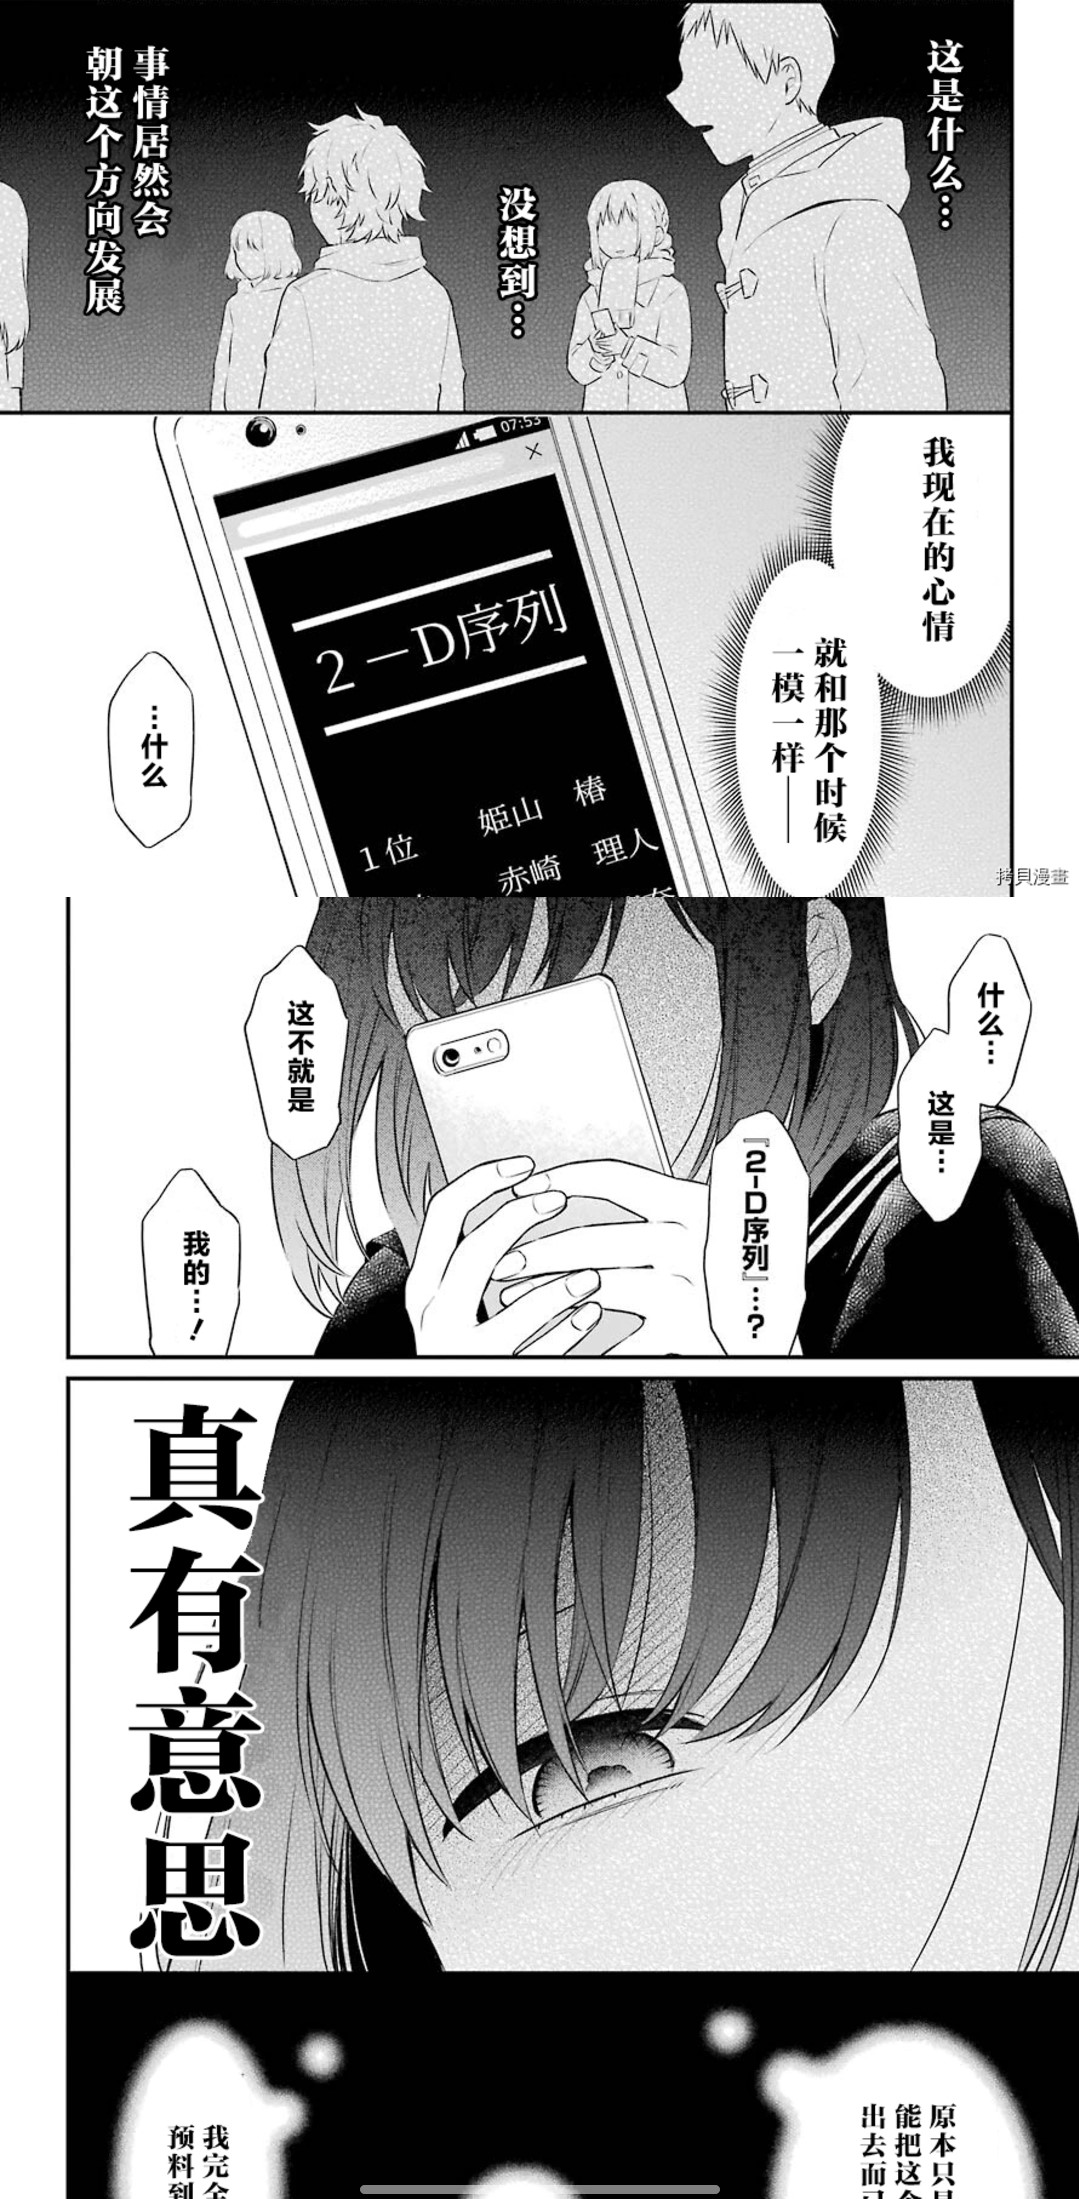 这是什么…
没想到…
事情居然会
朝这个方向发展
我现在的心情
就和那个时候
一模一样——
07:53
×
2－D序列
1位 姫山 椿
赤崎 理人
…什么
拷貝漫畫
什么…
这是…
『2-D序列』…?
这不就是
我的…！
真有意思
原本只是
能把这个
出去而已
我完全
预料到